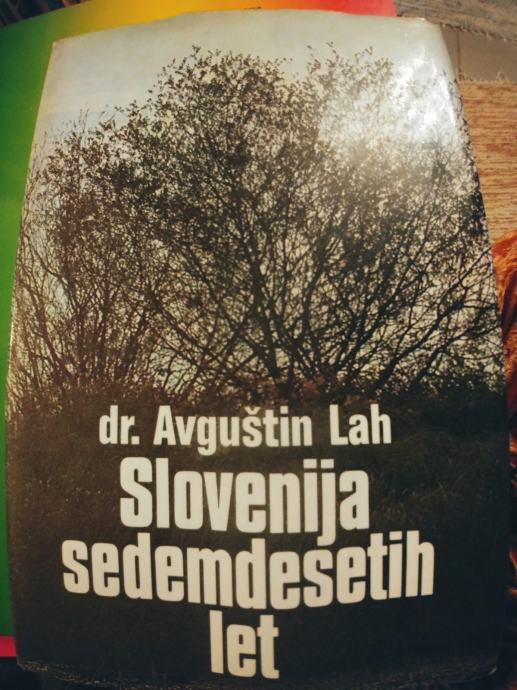 dr. Avguštin Lah
Slovenija
sedemdesetih
let